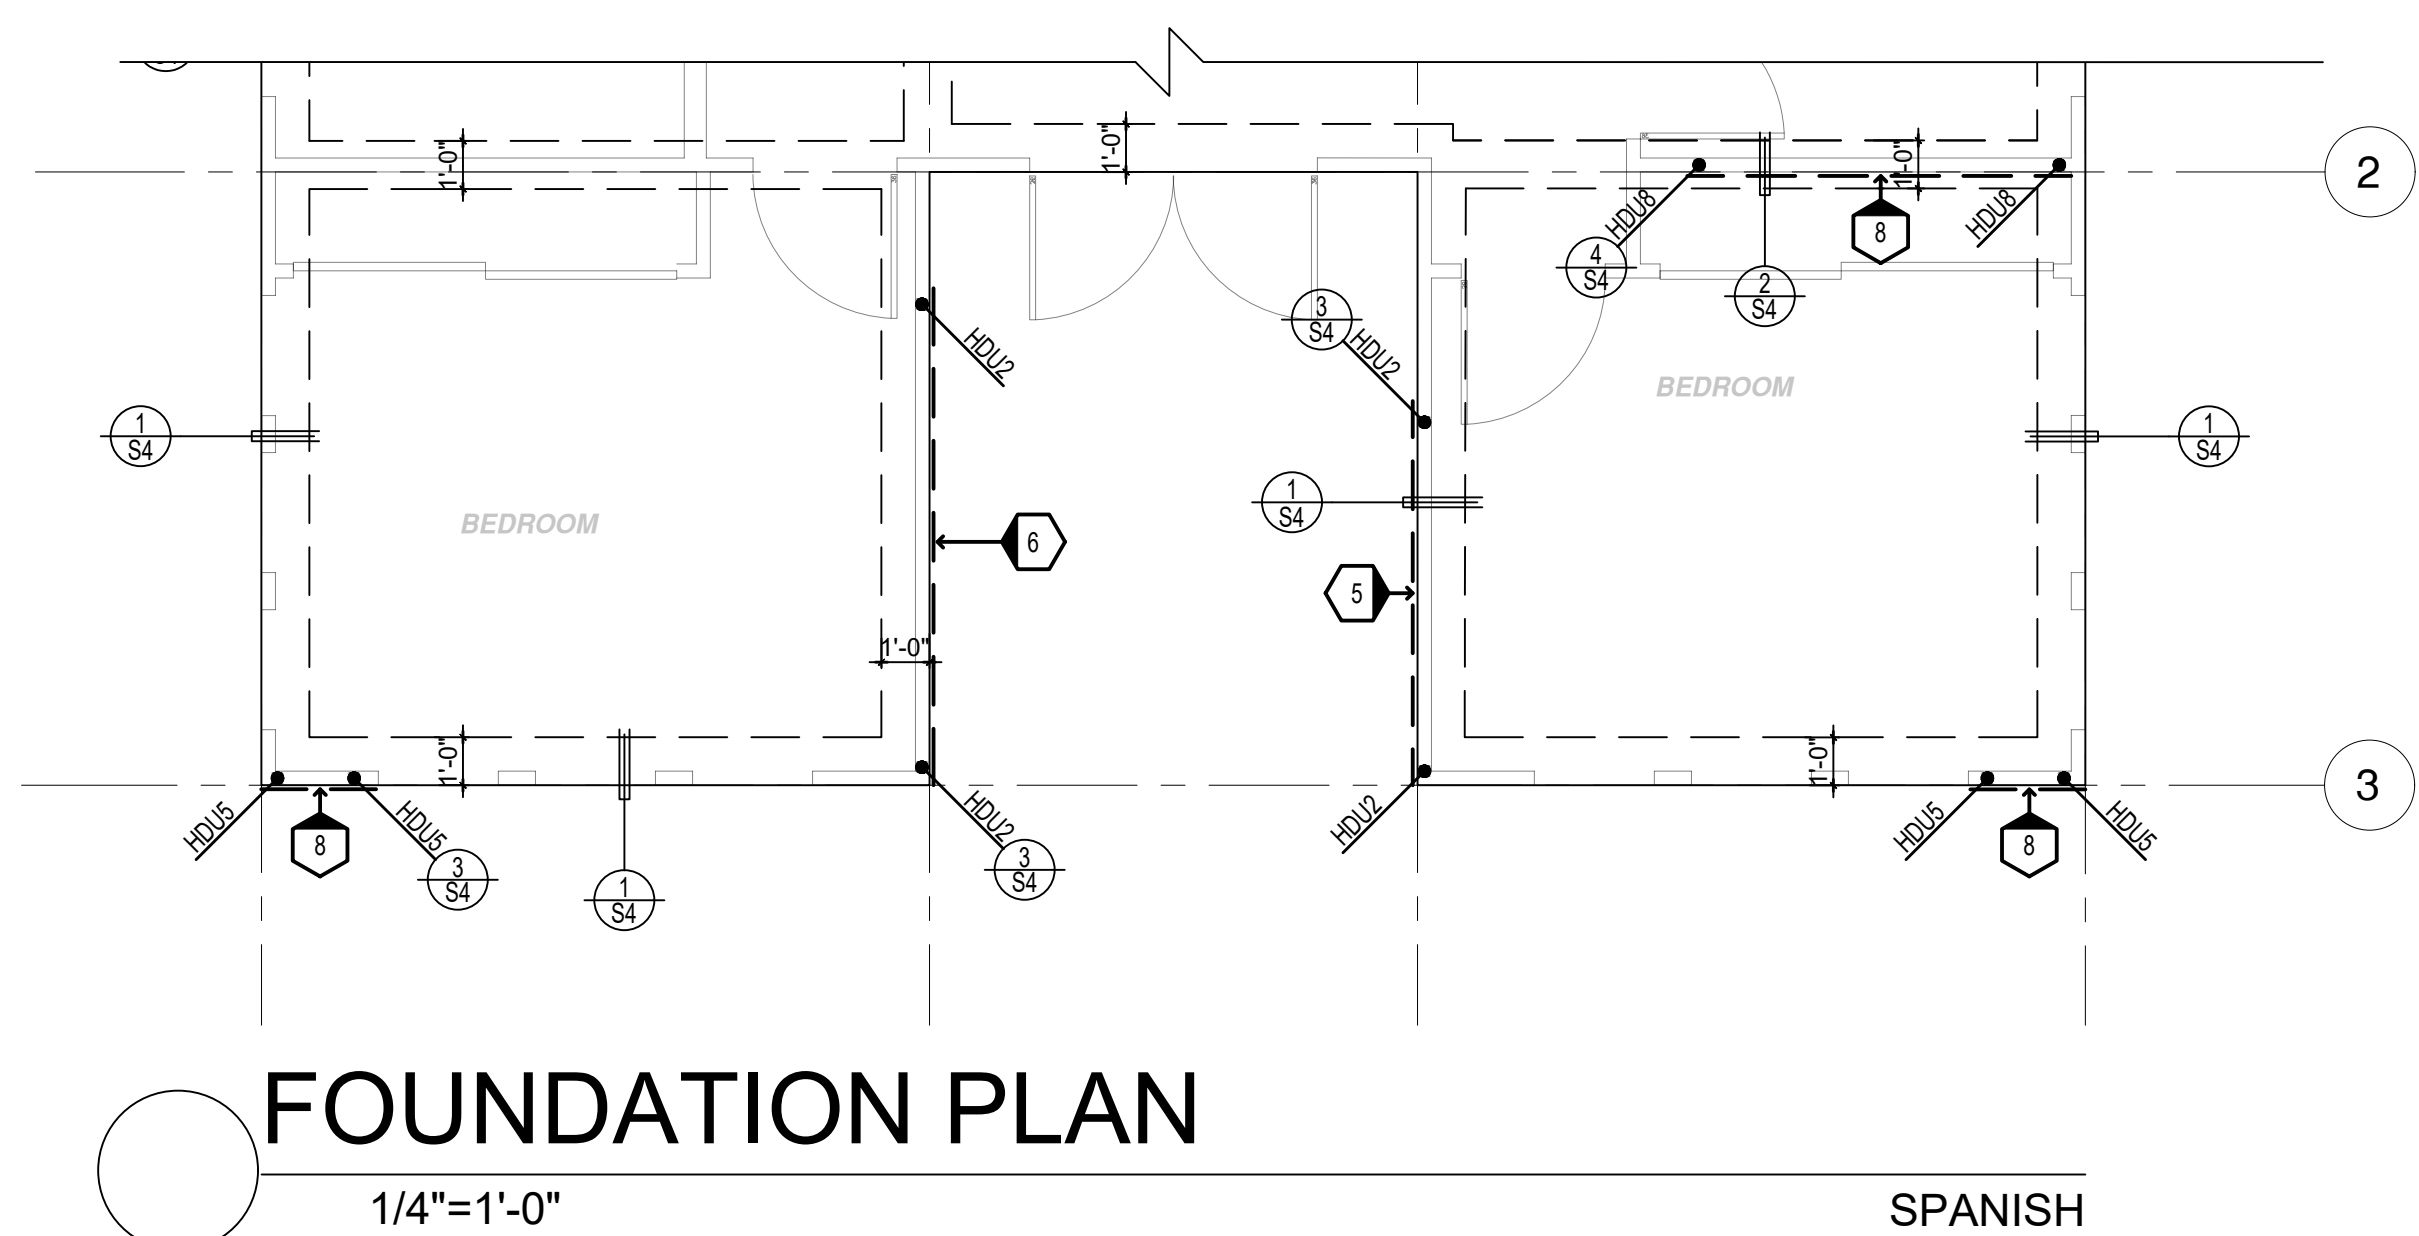 1'-0"
1'-0"
1'-0"
2
HDU8
HDU8
8
4
S4
2
S4
3
S4
HDU2
HDU2
BEDROOM
1
S4
1
S4
1
S4
BEDROOM
6
5
1'-0"
1'-0"
1'-0"
3
HDU5
8
HDU5
3
S4
1
S4
HDU2
3
S4
HDU2
HDU5
8
HDU5
FOUNDATION PLAN
1/4"=1'-0"
SPANISH